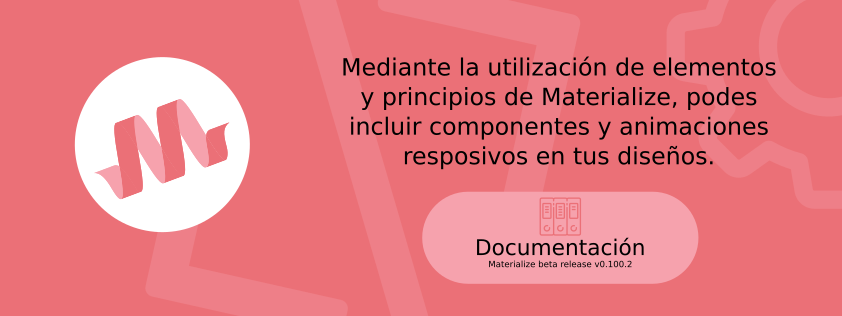 Mediante la utilización de elementos
y principios de Materialize, podes
incluir componentes y animaciones
resposivos en tus diseños.
Documentación
Materialize beta release v0.100.2